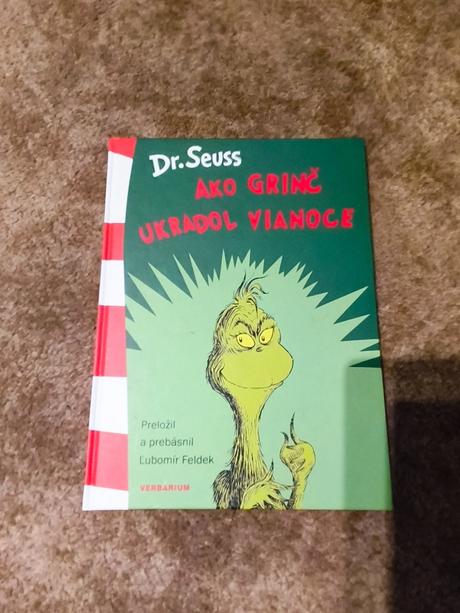 Dr. Seuss
AKO GRINČ
UKRADOL VIANOCE
Preložil
a prebásnil
Ľubomír Feldek
VERBARIUM